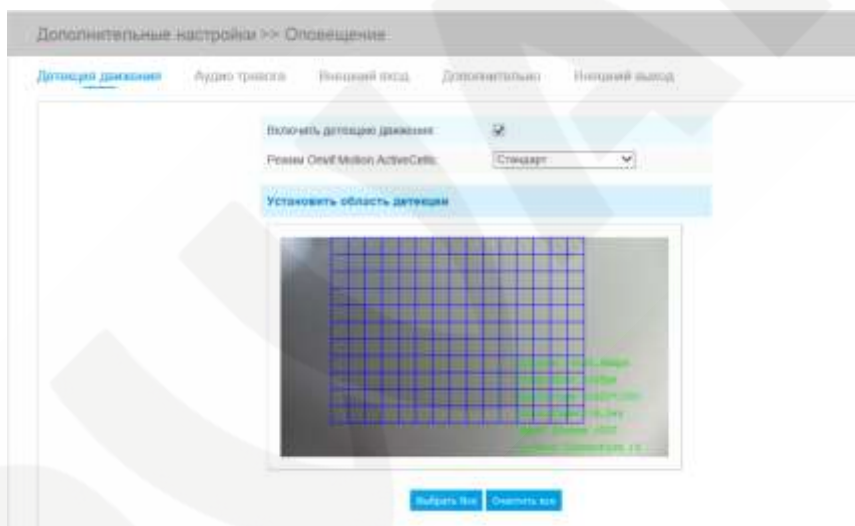 Дополнительные настройки >> Оповещение
Детекция движения Аудио тревога Внешний вход Дополнительно Внешний выход
Включить детекцию движения:
Режим Onvif Motion ActiveCells: Стандарт
Установить область детекции
Выбрать Все Очистить все